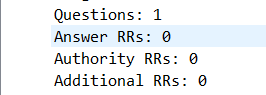 Questions: 1
Answer RRs: 0
Authority RRs: 0
Additional RRs: 0